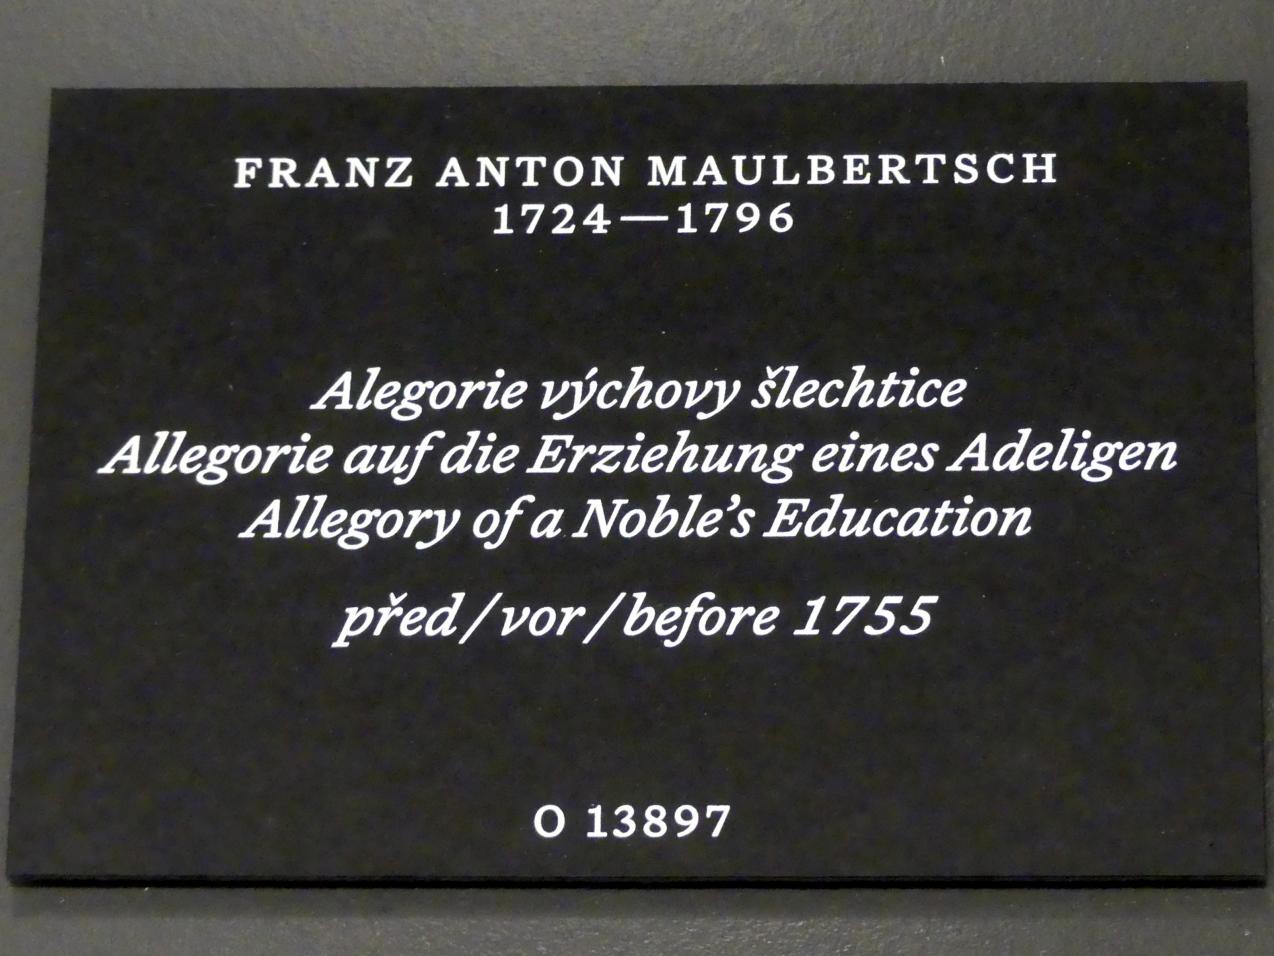 FRANZ ANTON MAULBERTSCH
1724—1796
Alegorie výchovy šlechtice
Allegorie auf die Erziehung eines Adeligen
Allegory of a Noble’s Education
před/vor/before 1755
O 13897